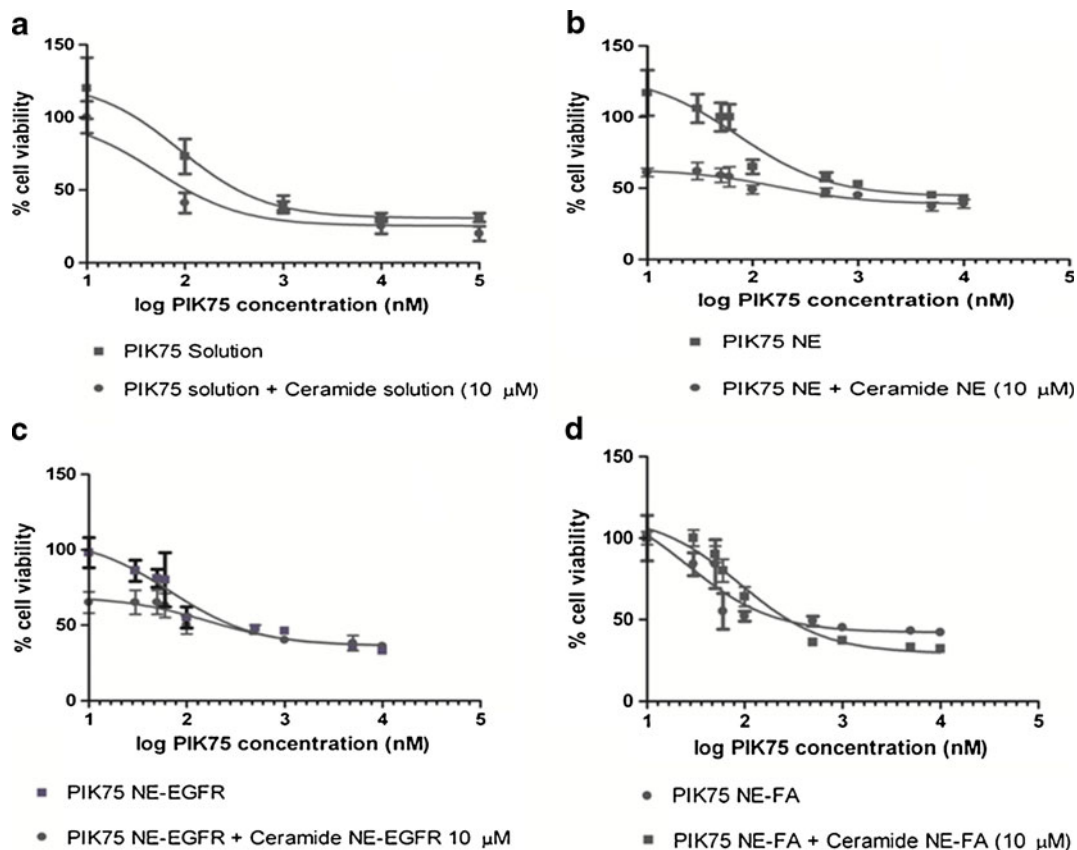 a
150
100
50
0
% cell viability
1 2 3 4 5
log PIK75 concentration (nM)
PIK75 Solution
PIK75 solution + Ceramide solution (10 μM)
b
150
100
50
0
% cell viability
1 2 3 4 5
log PIK75 concentration (nM)
PIK75 NE
PIK75 NE + Ceramide NE (10 μM)
c
150
100
50
0
% cell viability
1 2 3 4 5
log PIK75 concentration (nM)
PIK75 NE-EGFR
PIK75 NE-EGFR + Ceramide NE-EGFR 10 μM
d
150
100
50
0
% cell viability
1 2 3 4 5
log PIK75 concentration (nM)
PIK75 NE-FA
PIK75 NE-FA + Ceramide NE-FA (10 μM)